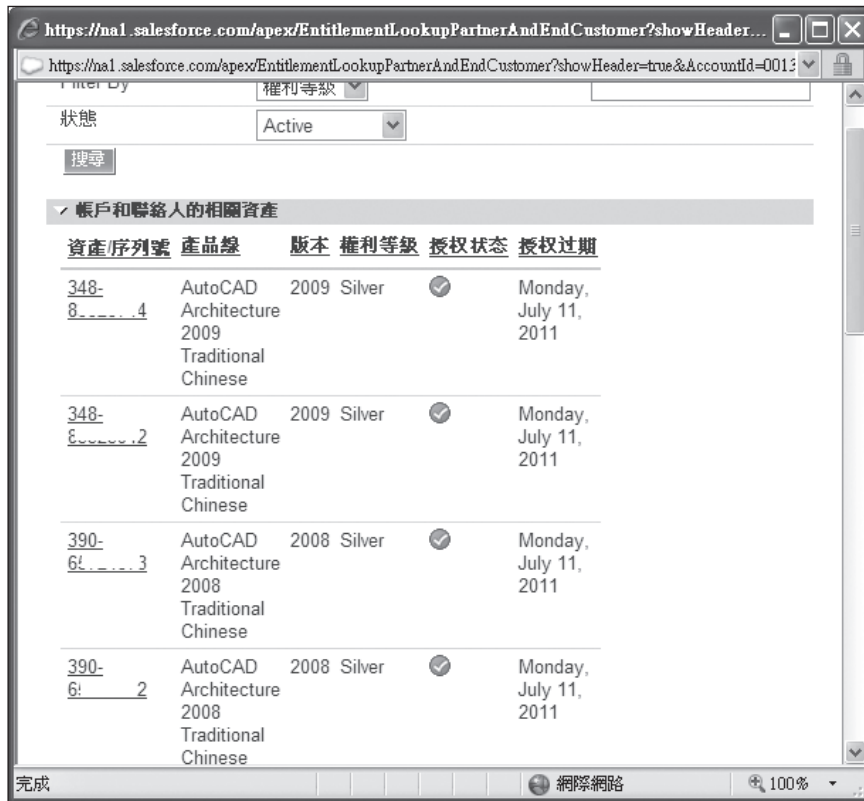 https://na1.salesforce.com/apex/EntitlementLookupPartnerAndEndCustomer?showHeader...
https://na1.salesforce.com/apex/EntitlementLookupPartnerAndEndCustomer?showHeader=true&AccountId=001
Filter By 權利等級
狀態 Active
搜尋
帳戶和聯絡人的相關資產
資產/序列號 產品線 版本 權利等級 授权状态 授权过期
348- AutoCAD 2009 Silver Monday,
8 4 Architecture July 11,
2009 2011
Traditional
Chinese
348- AutoCAD 2009 Silver Monday,
2 Architecture July 11,
2009 2011
Traditional
Chinese
390- AutoCAD 2008 Silver Monday,
3 Architecture July 11,
2008 2011
Traditional
Chinese
390- AutoCAD 2008 Silver Monday,
2 Architecture July 11,
2008 2011
Traditional
Chinese
完成 網際網路 100%